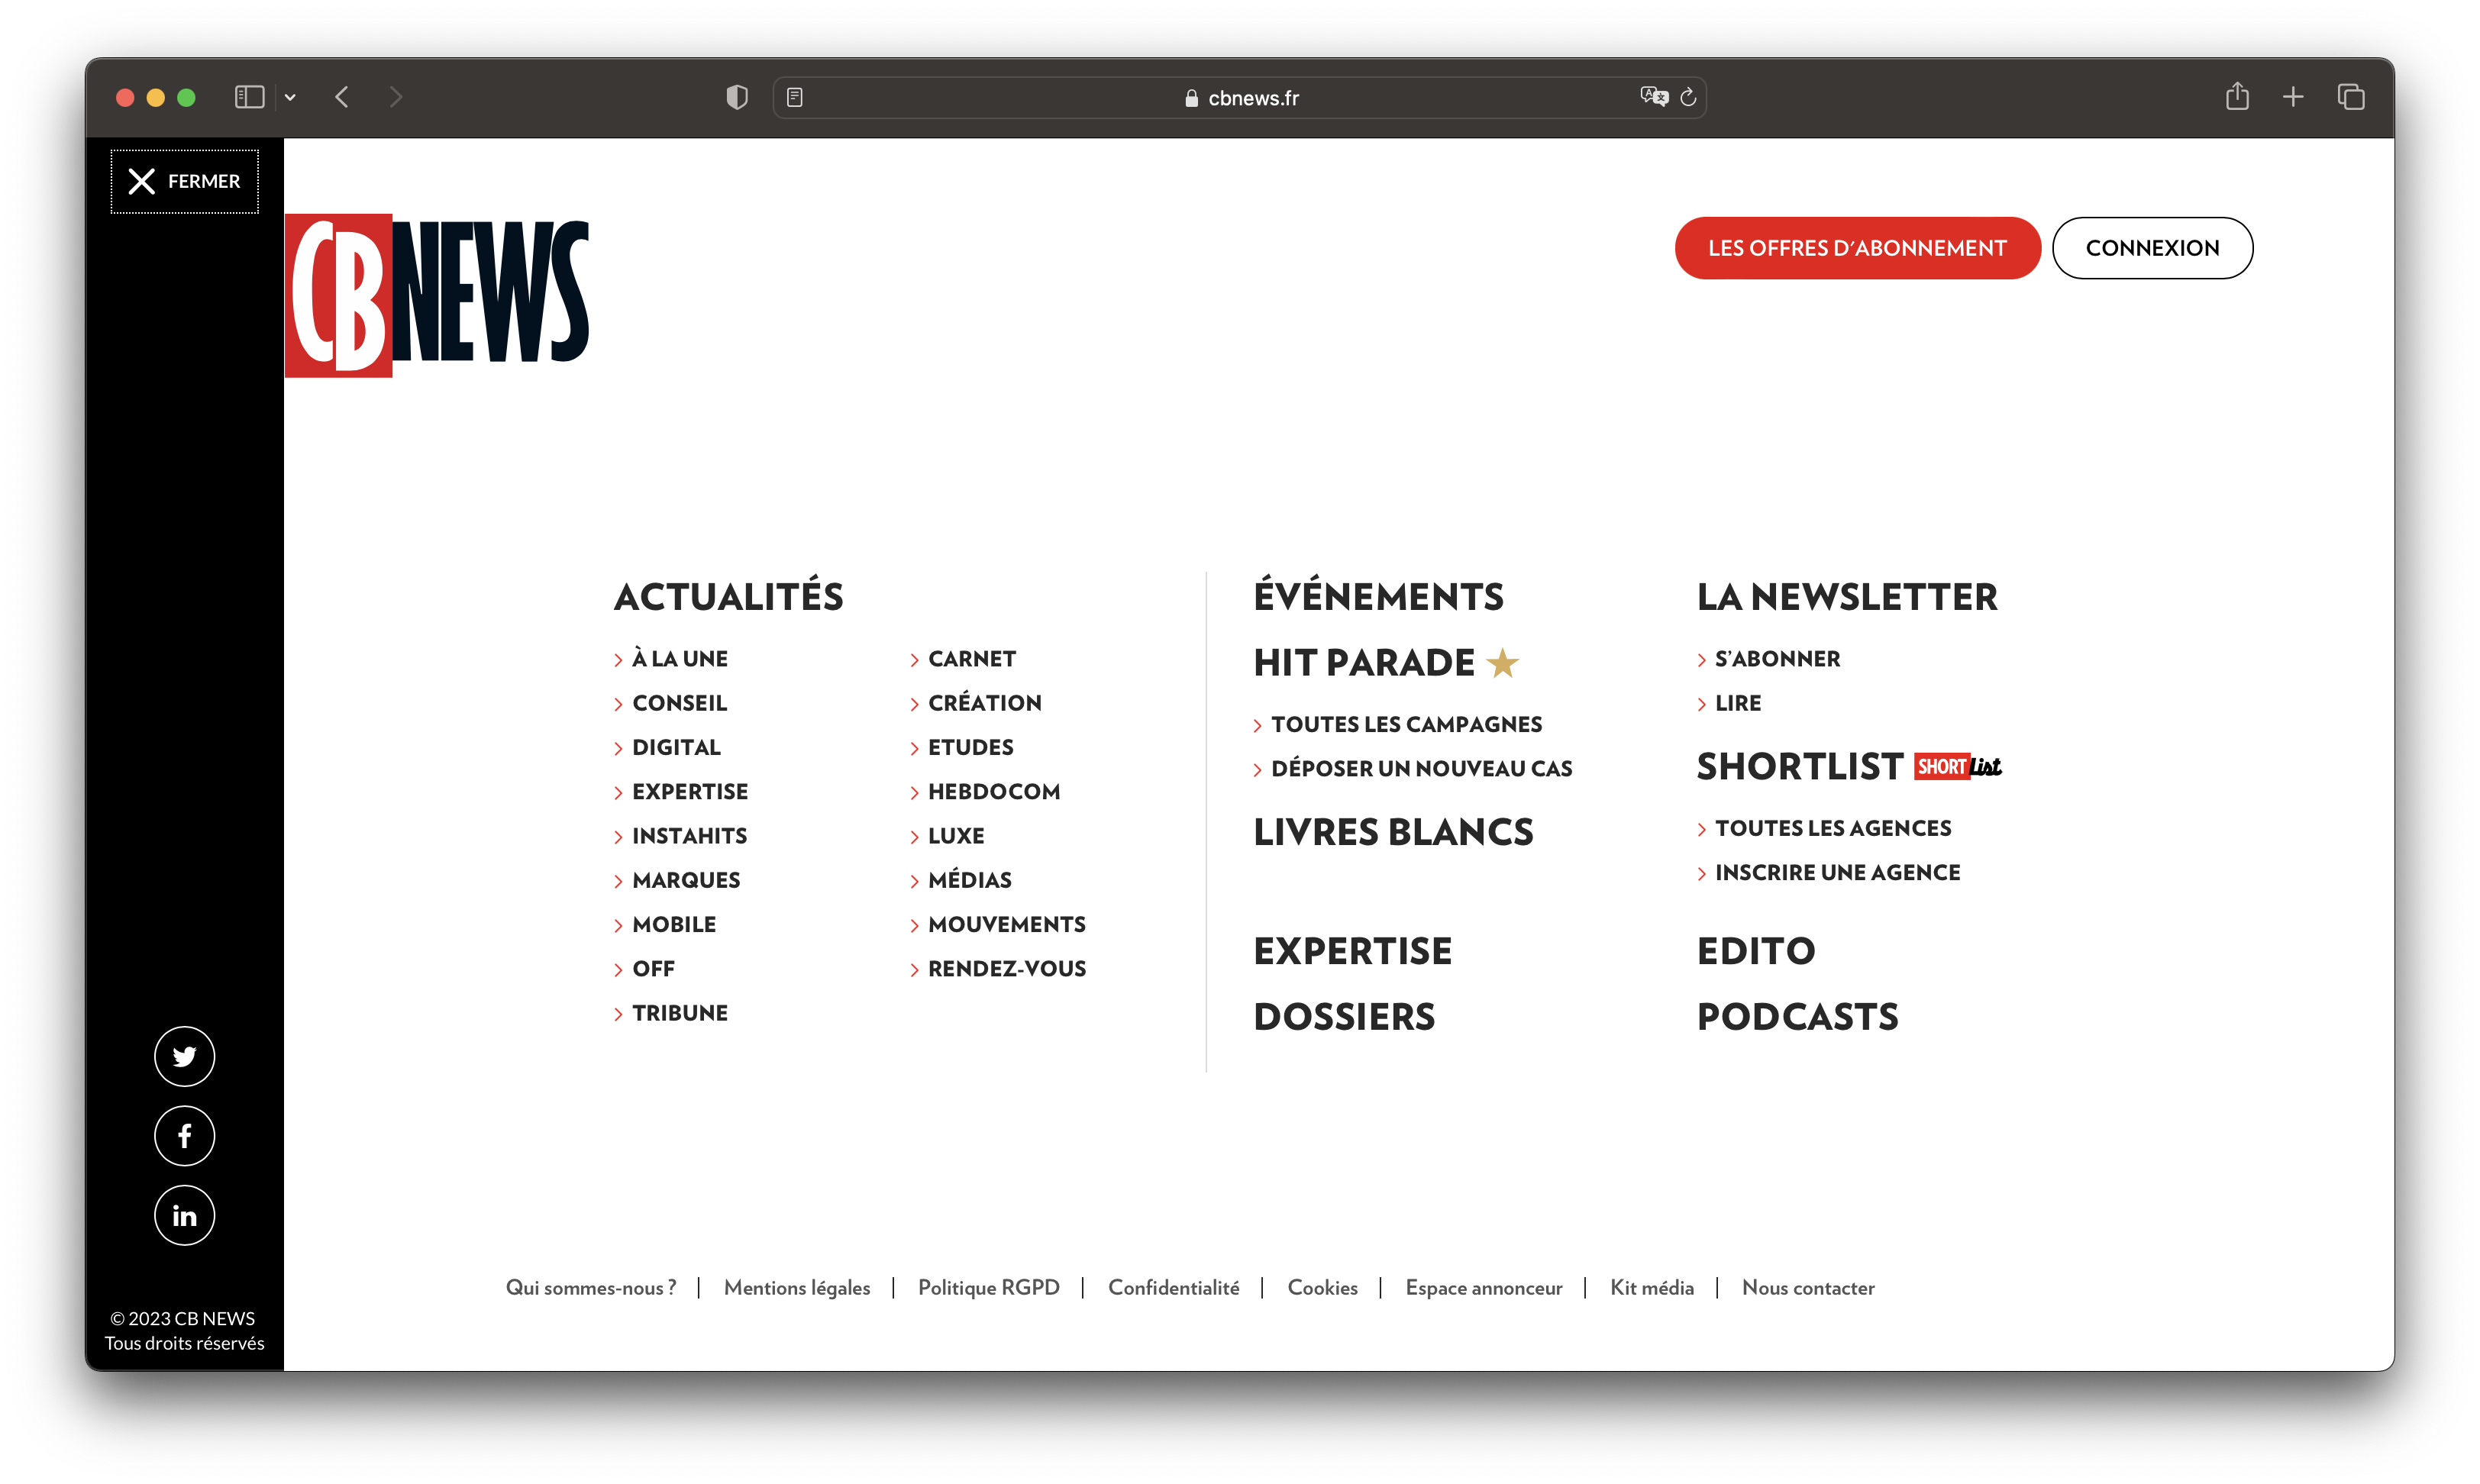 cbnews.fr
FERMER
CBNEWS
LES OFFRES D'ABONNEMENT
CONNEXION
ACTUALITÉS
À LA UNE
CONSEIL
DIGITAL
EXPERTISE
INSTAHITS
MARQUES
MOBILE
OFF
TRIBUNE
CARNET
CRÉATION
ETUDES
HEBDOCOM
LUXE
MÉDIAS
MOUVEMENTS
RENDEZ-VOUS
ÉVÉNEMENTS
HIT PARADE
TOUTES LES CAMPAGNES
DÉPOSER UN NOUVEAU CAS
LIVRES BLANCS
EXPERTISE
DOSSIERS
LA NEWSLETTER
S'ABONNER
LIRE
SHORTLIST SHORTList
TOUTES LES AGENCES
INSCRIRE UNE AGENCE
EDITO
PODCASTS
Qui sommes-nous ? | Mentions légales | Politique RGPD | Confidentialité | Cookies | Espace annonceur | Kit média | Nous contacter
© 2023 CB NEWS
Tous droits réservés